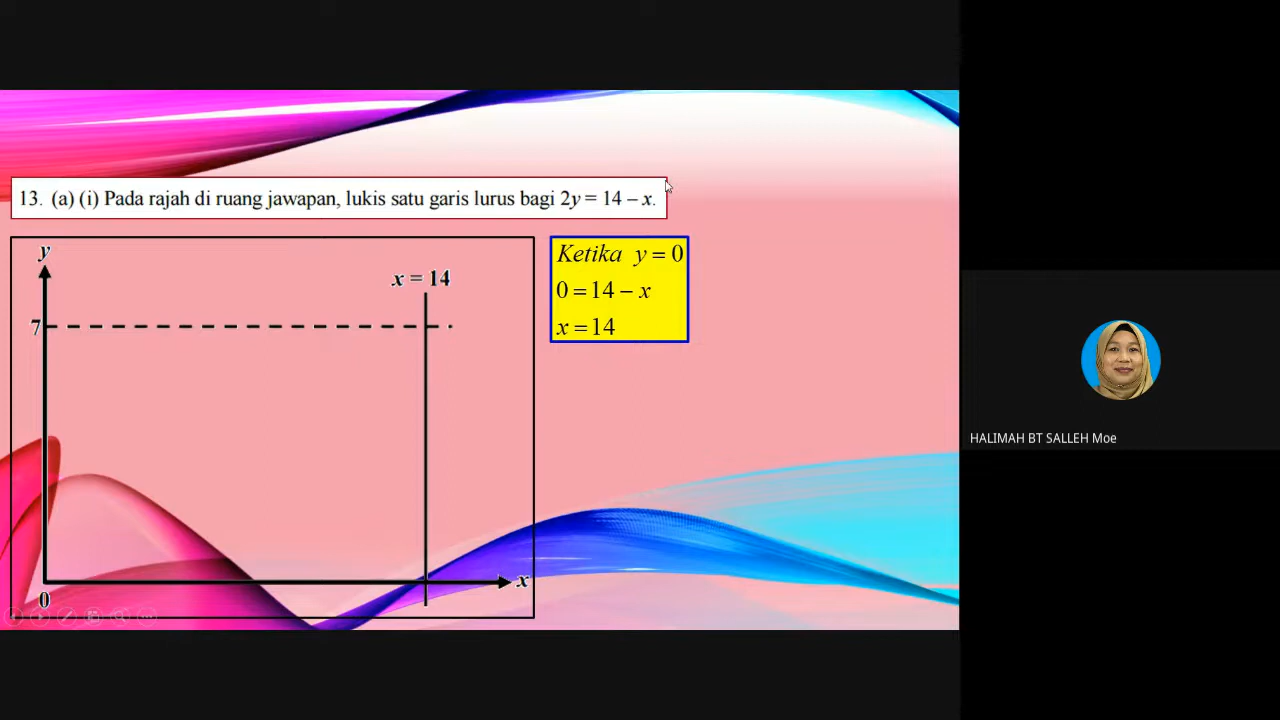 13. (a) (i) Pada rajah di ruang jawapan, lukis satu garis lurus bagi 2y = 14 – x.
y
x = 14
7
x
0
Ketika y = 0
0 = 14 – x
x = 14
HALIMAH BT SALLEH Moe